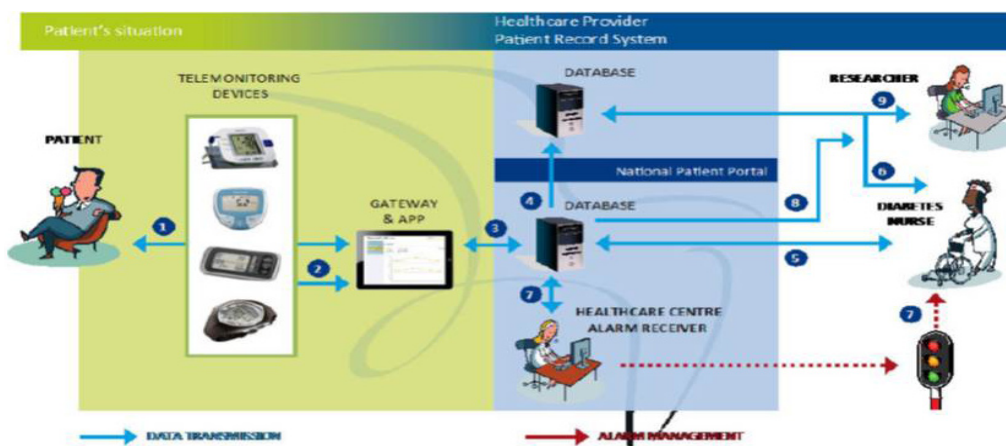 Patient's situation
Healthcare Provider
Patient Record System
TELEMONITORING
DEVICES
DATABASE
RESEARCHER
9
PATIENT
National Patient Portal
4
8
6
GATEWAY
& APP
DATABASE
DIABETES
NURSE
1
2
3
5
7
HEALTHCARE CENTRE
ALARM RECEIVER
7
DATA TRANSMISSION
ALARM MANAGEMENT